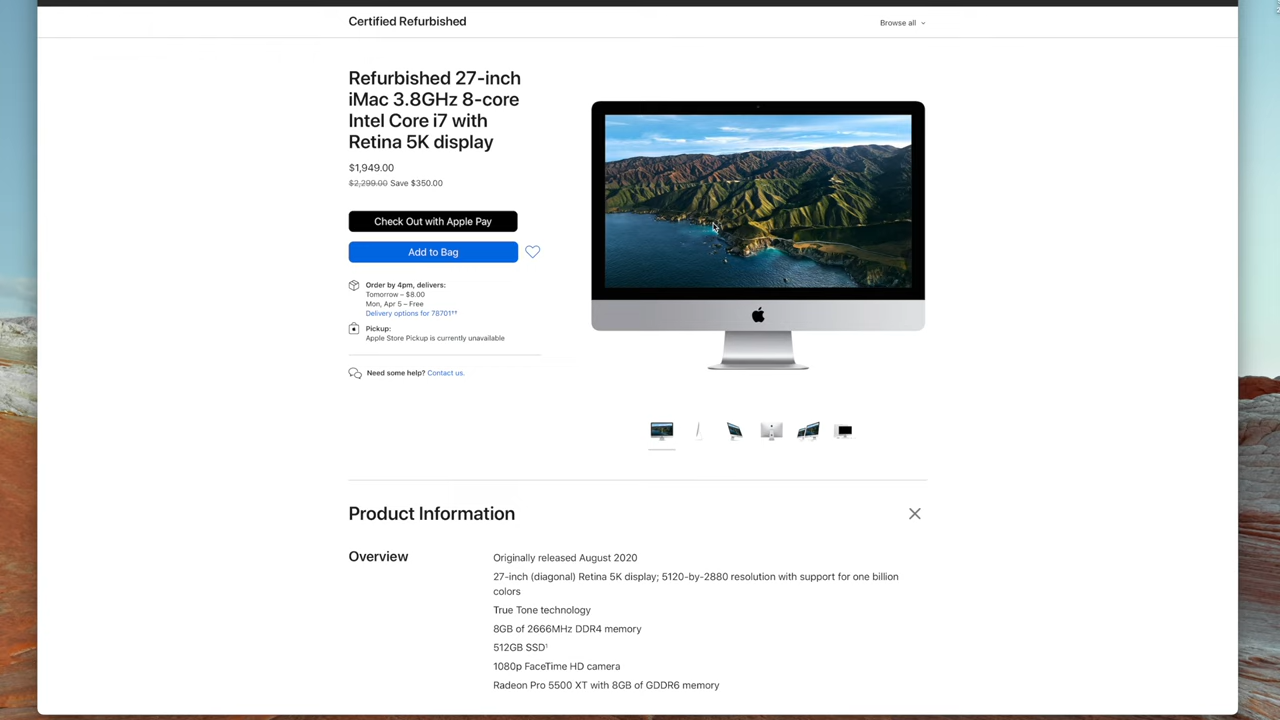 Certified Refurbished
Browse all
Refurbished 27-inch
iMac 3.8GHz 8-core
Intel Core i7 with
Retina 5K display
$1,949.00
$2,299.00 Save $350.00
Check Out with Apple Pay
Add to Bag
Order by 4pm, delivers:
Tomorrow – $8.00
Mon, Apr 5 – Free
Delivery options for 78701††
Pickup:
Apple Store Pickup is currently unavailable
Need some help? Contact us.
Product Information
Overview
Originally released August 2020
27-inch (diagonal) Retina 5K display; 5120-by-2880 resolution with support for one billion
colors
True Tone technology
8GB of 2666MHz DDR4 memory
512GB SSD¹
1080p FaceTime HD camera
Radeon Pro 5500 XT with 8GB of GDDR6 memory